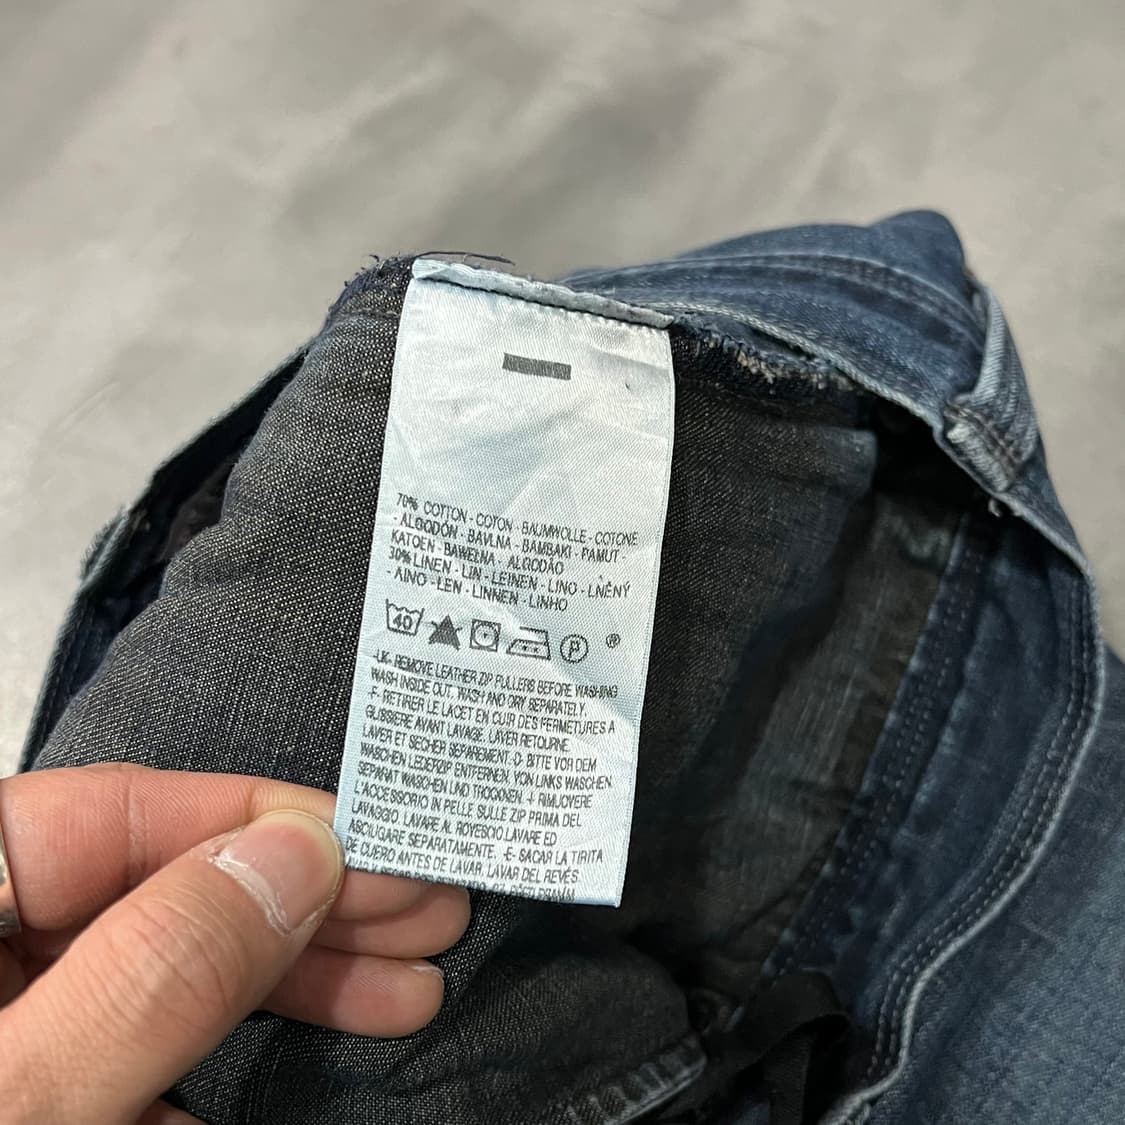 70% COTTON - COTON - BAUMWOLLE - COTONE
- ALGODÓN - BAVLNA - BAMBAKI - PAMUT -
KATOEN - BAWEŁNA - ALGODÃO
30% LINEN - LIN - LEINEN - LINO - LNĚNÝ
- ΛINO - LEN - LINNEN - LINHO
40 P ®
-UK- REMOVE LEATHER ZIP PULLERS BEFORE WASHING
WASH INSIDE OUT. WASH AND DRY SEPARATELY.
-F- RETIRER LE LACET EN CUIR DES FERMETURES A
GLISSIERE AVANT LAVAGE. LAVER RETOURNE.
LAVER ET SECHER SEPAREMENT. -D- BITTE VOR DEM
WASCHEN LEDERZIP ENTFERNEN. VON LINKS WASCHEN.
SEPARAT WASCHEN UND TROCKNEN. -I- RIMUOVERE
L'ACCESSORIO IN PELLE SULLE ZIP PRIMA DEL
LAVAGGIO. LAVARE AL ROVESCIO LAVARE ED
ASCIUGARE SEPARATAMENTE. -E- SACAR LA TIRITA
DE CUERO ANTES DE LAVAR. LAVAR DEL REVÉS.